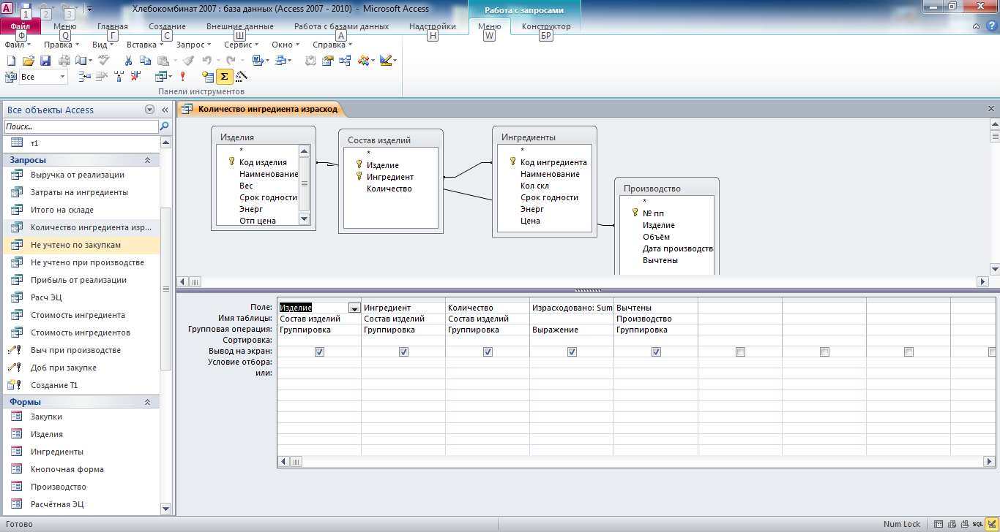 Хлебокомбинат 2007 : база данных (Access 2007 - 2010) - Microsoft Access
Работа с запросами
1 2 3
Файл Меню Главная Создание Внешние данные Работа с базами данных Надстройки Меню Конструктор
Ф Q Г С Ш А Н W БР
Файл Правка Вид Вставка Запрос Сервис Окно Справка
Все
Панели инструментов
Все объекты Access
Поиск...
т1
Запросы
Выручка от реализации
Затраты на ингредиенты
Итого на складе
Количество ингредиента изр...
Не учтено по закупкам
Не учтено при производстве
Прибыль от реализации
Расч ЭЦ
Стоимость ингредиента
Стоимость ингредиентов
Выч при производстве
Доб при закупке
Создание Т1
Формы
Закупки
Изделия
Ингредиенты
Кнопочная форма
Производство
Расчётная ЭЦ
Количество ингредиента израсход
Изделия
*
Код изделия
Наименование
Вес
Срок годности
Энерг
Отп цена
Состав изделий
*
Изделие
Ингредиент
Количество
Ингредиенты
*
Код ингредиента
Наименование
Кол скл
Срок годности
Энерг
Цена
Производство
*
№ пп
Изделие
Объём
Дата производств
Вычтены
Поле: Изделие Ингредиент Количество Израсходовано: Sum Вычтены
Имя таблицы: Состав изделий Состав изделий Состав изделий Производство
Групповая операция: Группировка Группировка Группировка Выражение Группировка
Сортировка:
Вывод на экран:
Условие отбора:
или:
Готово
Num Lock
SQL